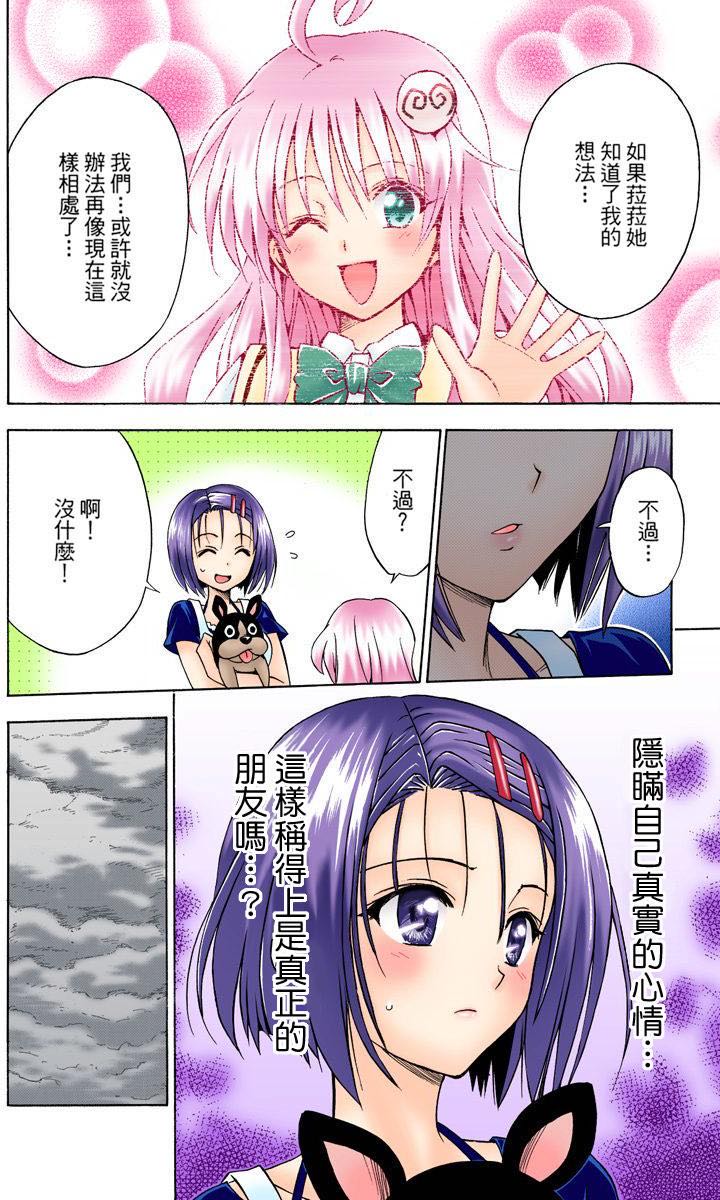 如果菈菈她
知道了我的
想法…
我們…或許就沒
辦法再像現在這
樣相處了…
不過…
不過？
啊！
沒什麼！
隱瞞自己真實的心情…
這樣稱得上是真正的
朋友嗎…？